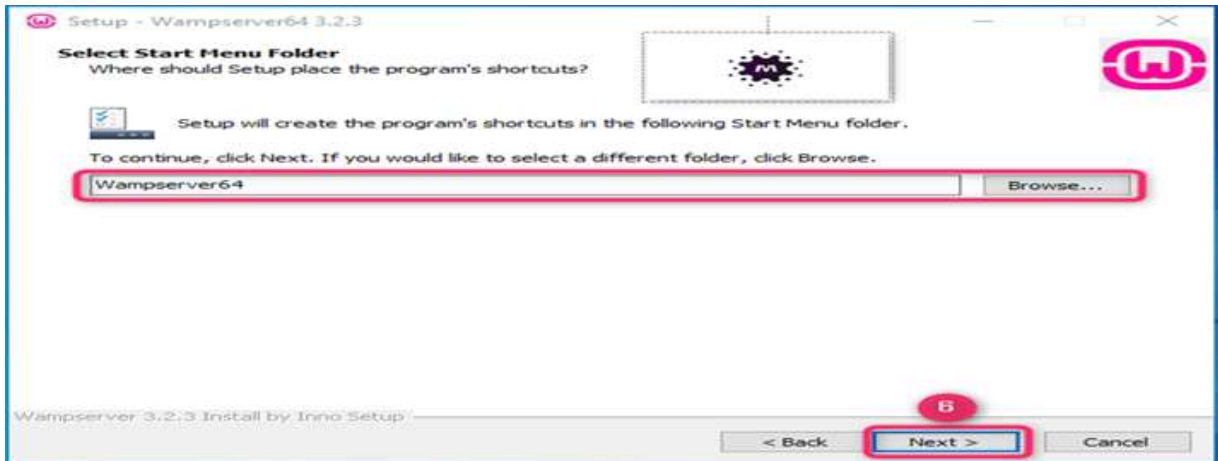 Setup - Wampserver64 3.2.3
Select Start Menu Folder
Where should Setup place the program's shortcuts?
Setup will create the program's shortcuts in the following Start Menu folder.
To continue, click Next. If you would like to select a different folder, click Browse.
Wampserver64
Browse...
Wampserver 3.2.3 Install by Inno Setup
6
< Back
Next >
Cancel